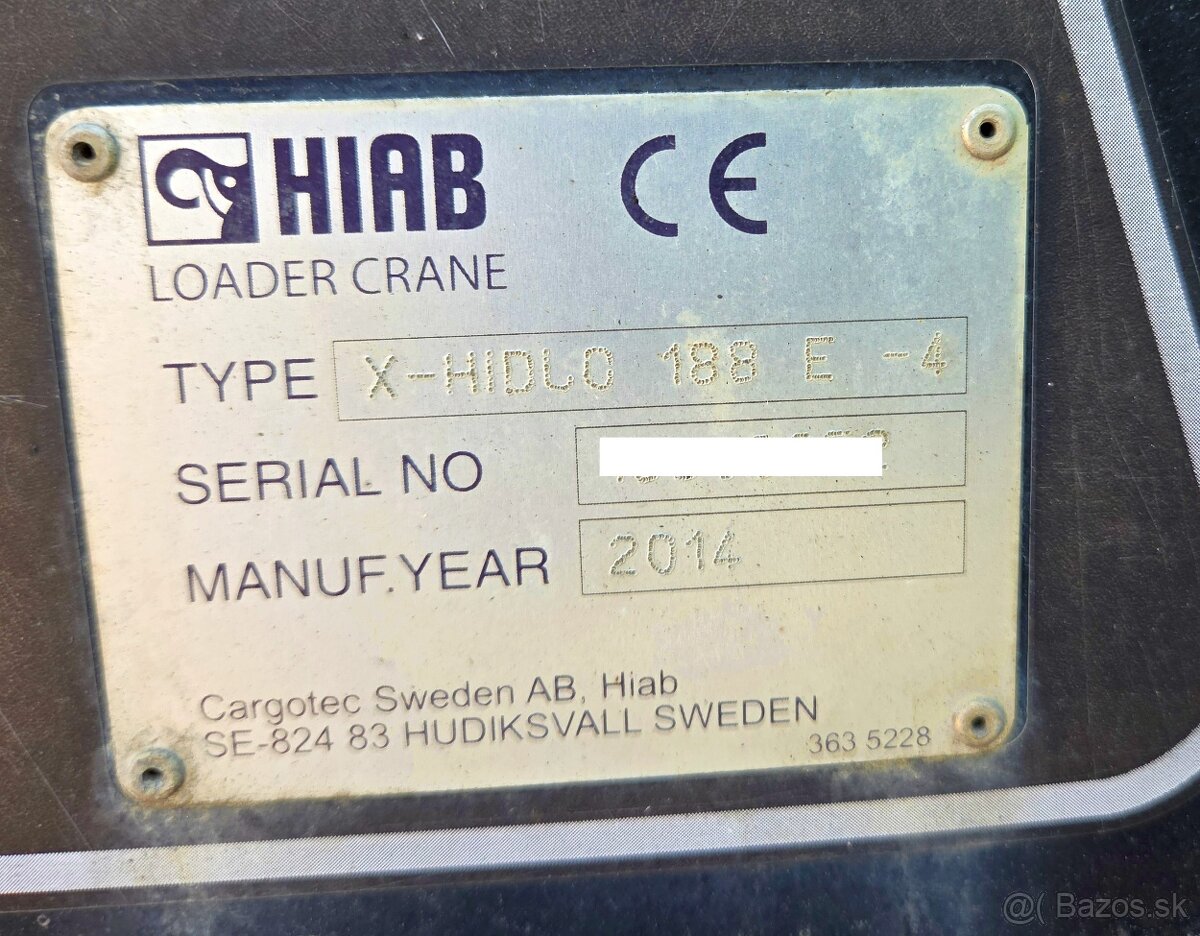 HIAB CE
LOADER CRANE
TYPE X-HIDLO 188 E -4
SERIAL NO
MANUF.YEAR 2014
Cargotec Sweden AB, Hiab
SE-824 83 HUDIKSVALL SWEDEN
363 5228
@( Bazos.sk